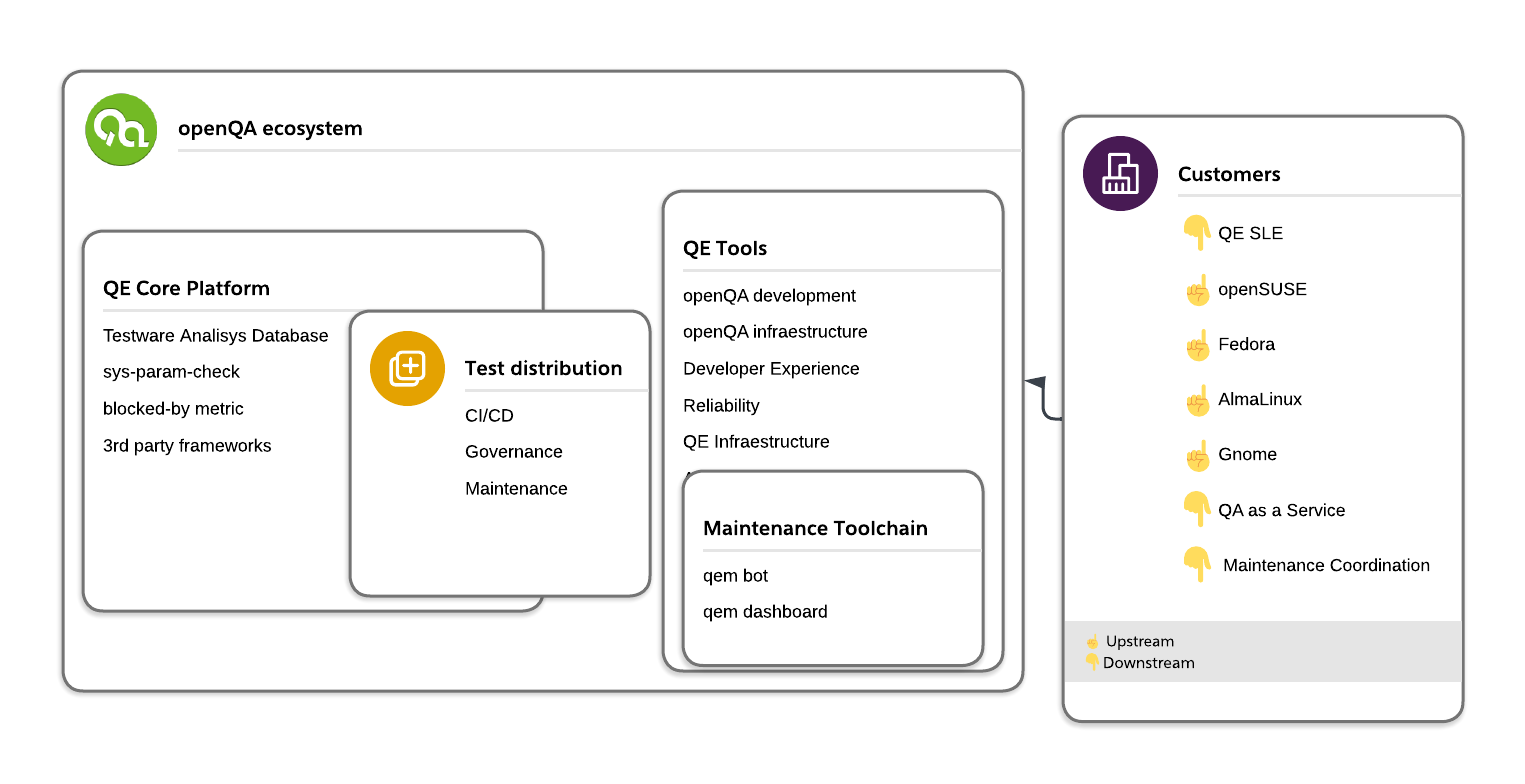 openQA ecosystem
QE Core Platform
Testware Analisys Database
sys-param-check
blocked-by metric
3rd party frameworks
Test distribution
CI/CD
Governance
Maintenance
QE Tools
openQA development
openQA infraestructure
Developer Experience
Reliability
QE Infraestructure
Maintenance Toolchain
qem bot
qem dashboard
Customers
👇 QE SLE
☝ openSUSE
☝ Fedora
☝ AlmaLinux
☝ Gnome
👇 QA as a Service
👇 Maintenance Coordination
☝ Upstream
👇 Downstream